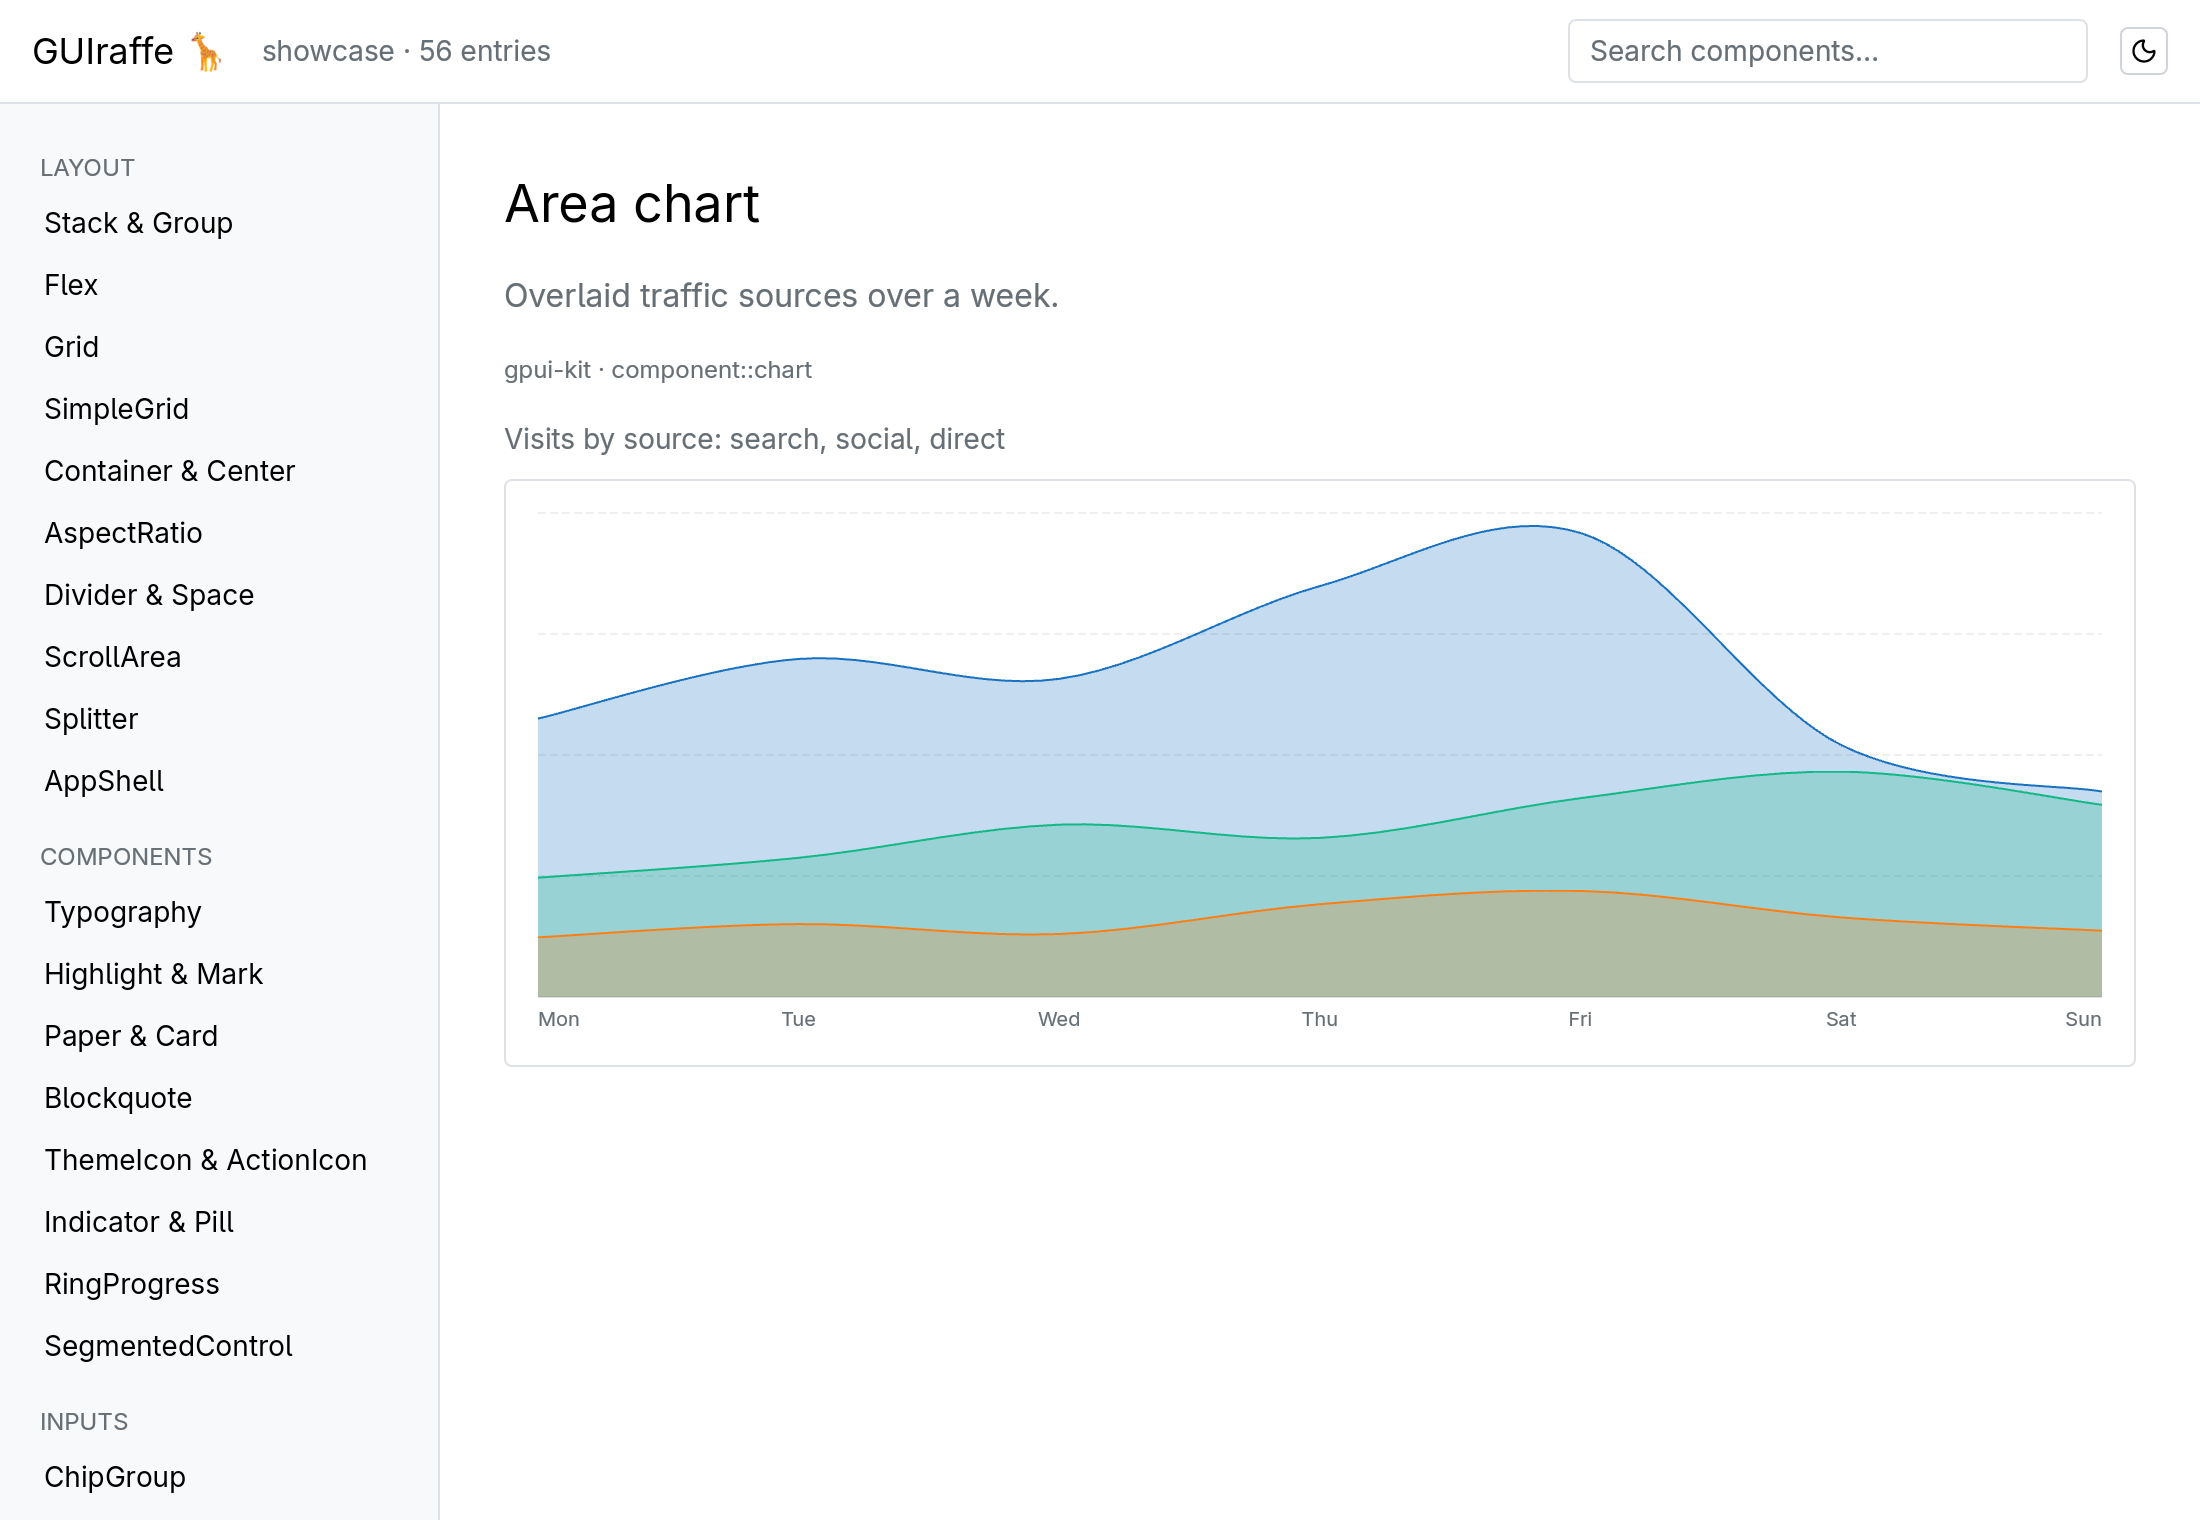 GUIraffe 🦒 showcase · 56 entries
Search components...
LAYOUT
Stack & Group
Flex
Grid
SimpleGrid
Container & Center
AspectRatio
Divider & Space
ScrollArea
Splitter
AppShell
COMPONENTS
Typography
Highlight & Mark
Paper & Card
Blockquote
ThemeIcon & ActionIcon
Indicator & Pill
RingProgress
SegmentedControl
INPUTS
ChipGroup
Area chart
Overlaid traffic sources over a week.
gpui-kit · component::chart
Visits by source: search, social, direct
Mon Tue Wed Thu Fri Sat Sun